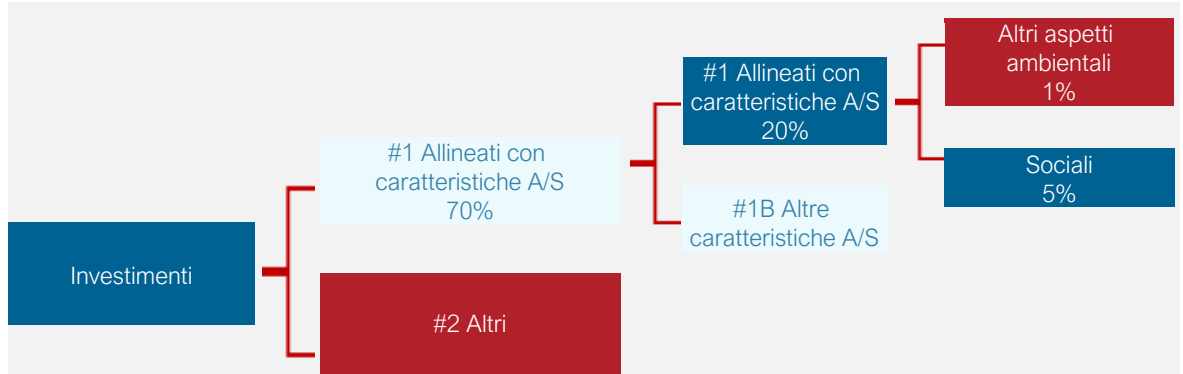 Investimenti
#1 Allineati con
caratteristiche A/S
70%
#2 Altri
#1 Allineati con
caratteristiche A/S
20%
#1B Altre
caratteristiche A/S
Altri aspetti
ambientali
1%
Sociali
5%